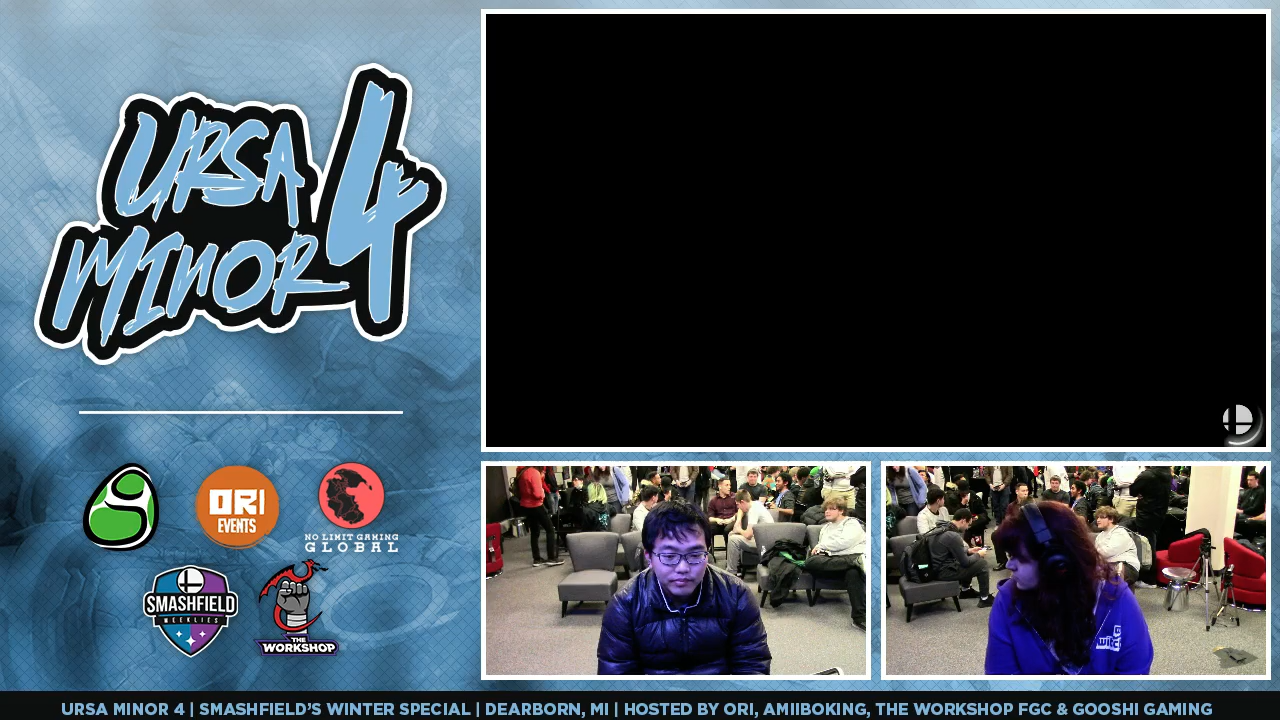 URSA
MINOR 4
ORI
EVENTS
NO LIMIT GAMING
GLOBAL
SMASHFIELD
WEEKLIES
THE
WORKSHOP
URSA MINOR 4 | SMASHFIELD'S WINTER SPECIAL | DEARBORN, MI | HOSTED BY ORI, AMIIBOKING, THE WORKSHOP FGC & GOOSHI GAMING